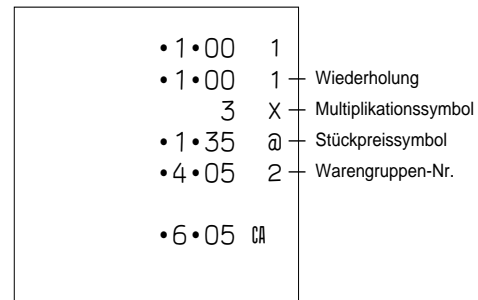 •1•00 1
•1•00 1 Wiederholung
3 X Multiplikationssymbol
•1•35 @ Stückpreissymbol
•4•05 2 Warengruppen-Nr.
•6•05 CA